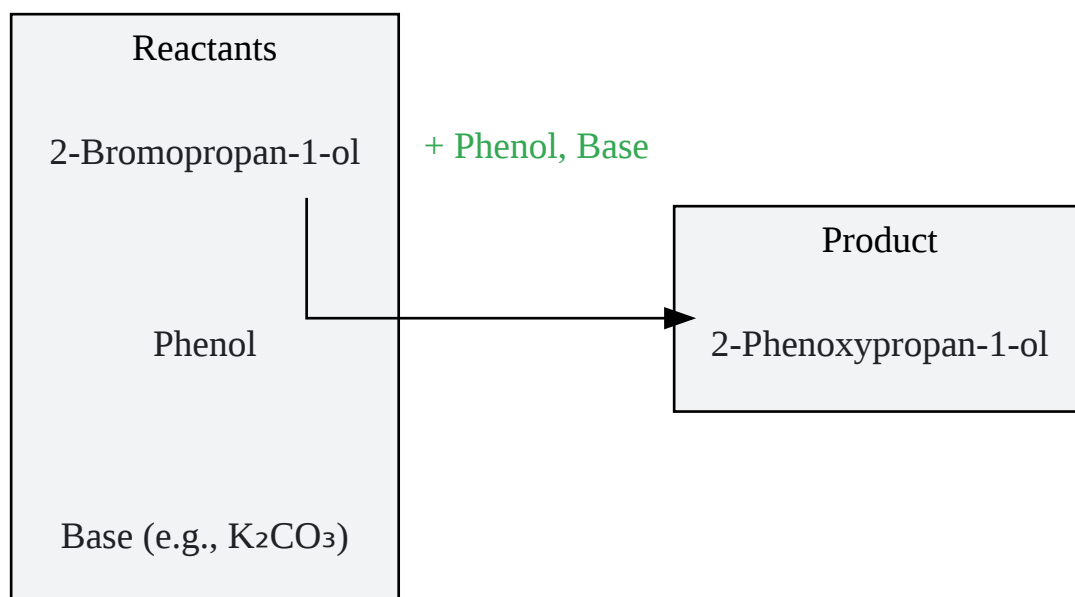 Reactants
2-Bromopropan-1-ol
+ Phenol, Base
Product
Phenol
2-Phenoxypropan-1-ol
Base (e.g., K₂CO₃)